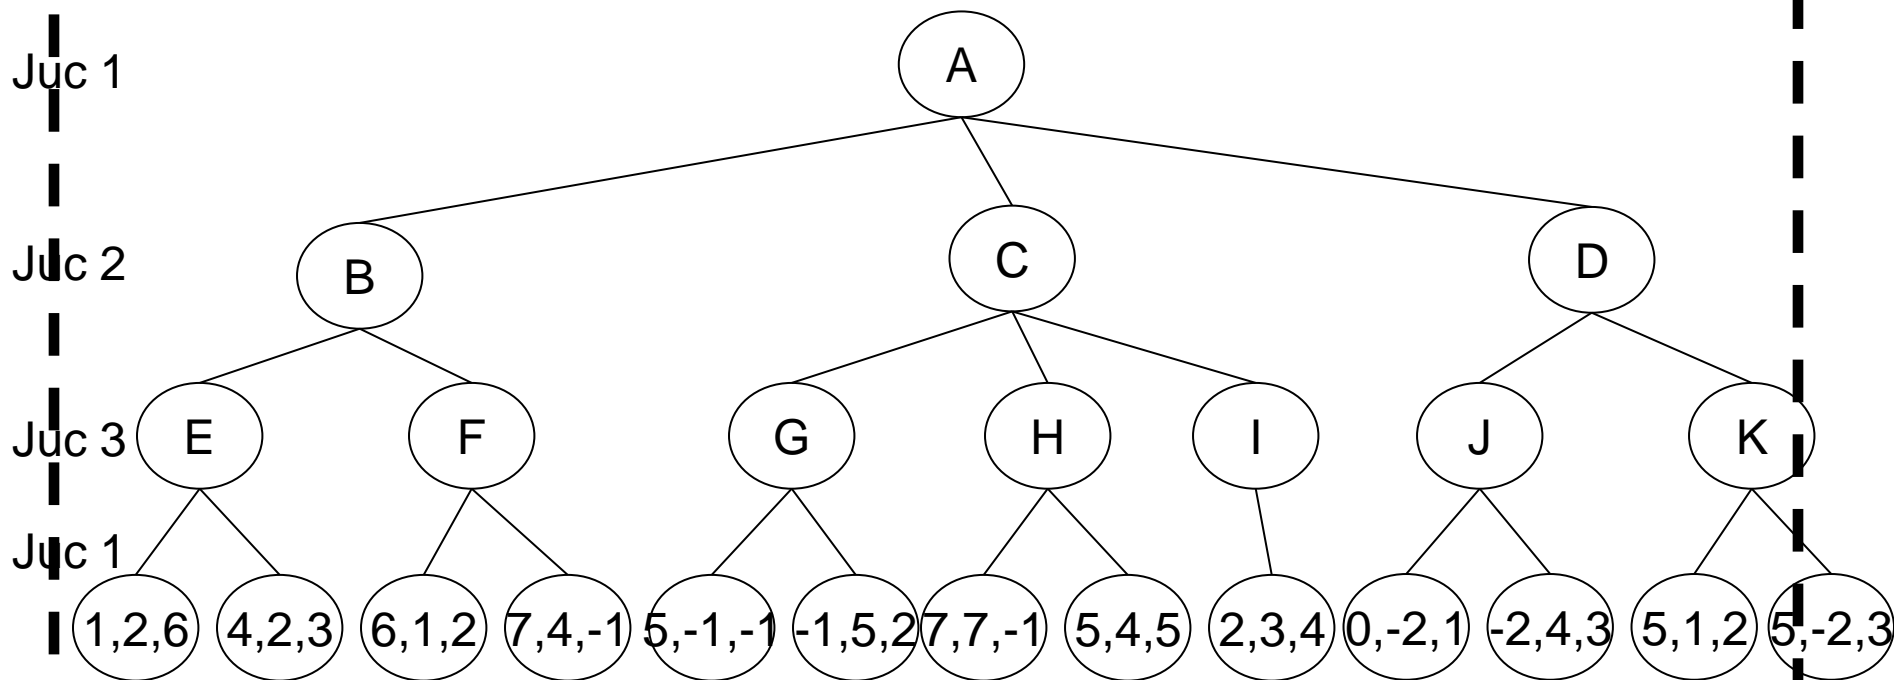 Juc 1
A
Juc 2
B
C
D
Juc 3
E
F
G
H
I
J
K
Juc 1
1,2,6
4,2,3
6,1,2
7,4,-1
5,-1,-1
-1,5,2
7,7,-1
5,4,5
2,3,4
0,-2,1
-2,4,3
5,1,2
5,-2,3